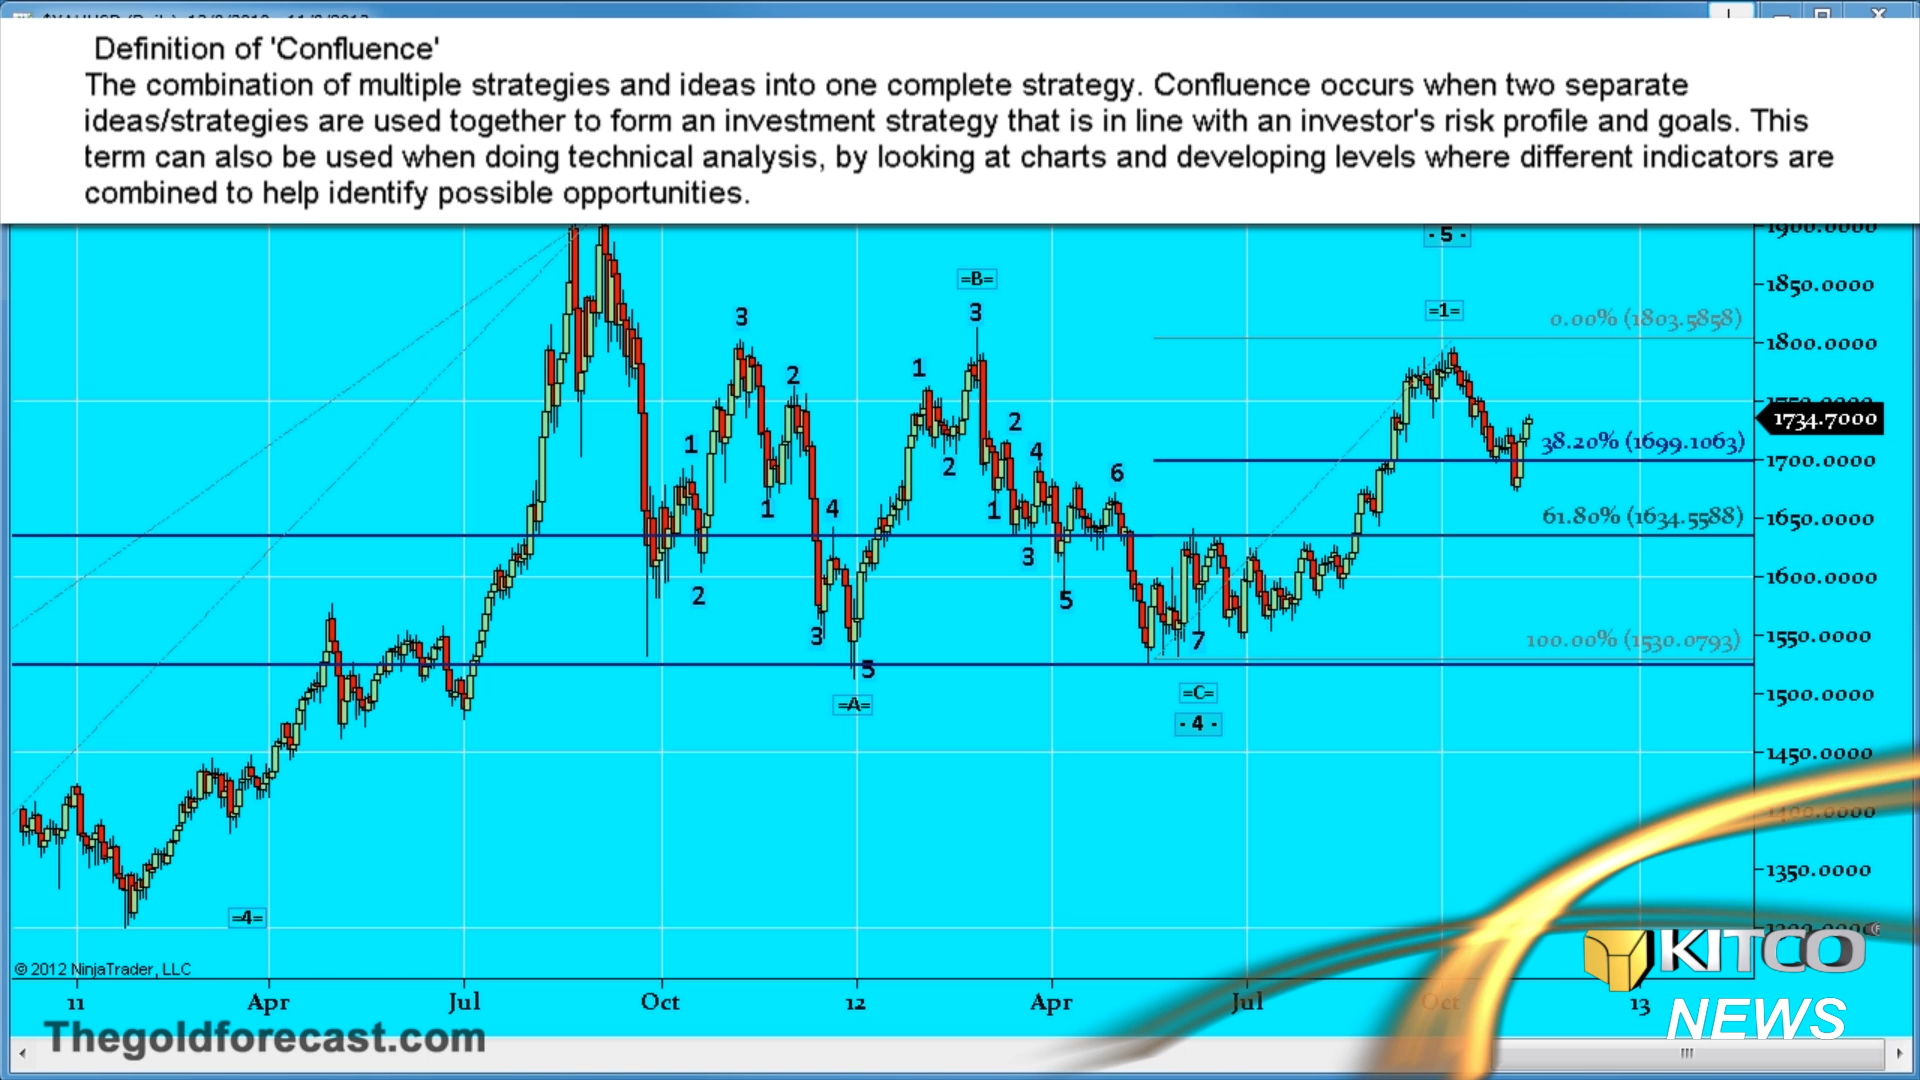 Definition of 'Confluence'
The combination of multiple strategies and ideas into one complete strategy. Confluence occurs when two separate
ideas/strategies are used together to form an investment strategy that is in line with an investor's risk profile and goals. This
term can also be used when doing technical analysis, by looking at charts and developing levels where different indicators are
combined to help identify possible opportunities.
1900.0000
- 5 -
=B=
1850.0000
=1=
3
3
0.00% (1803.5858)
1800.0000
2
1
1734.7000
2
1
38.20% (1699.1063)
4
1700.0000
2
6
1
1
4
61.80% (1634.5588)
1650.0000
3
1600.0000
2
5
3
7
100.00% (1530.0793)
1550.0000
5
=C=
1500.0000
=A=
- 4 -
1450.0000
1400.0000
1350.0000
=4=
1300.0000
KITCO
NEWS
© 2012 NinjaTrader, LLC
11 Apr Jul Oct 12 Apr Jul Oct 13
Thegoldforecast.com